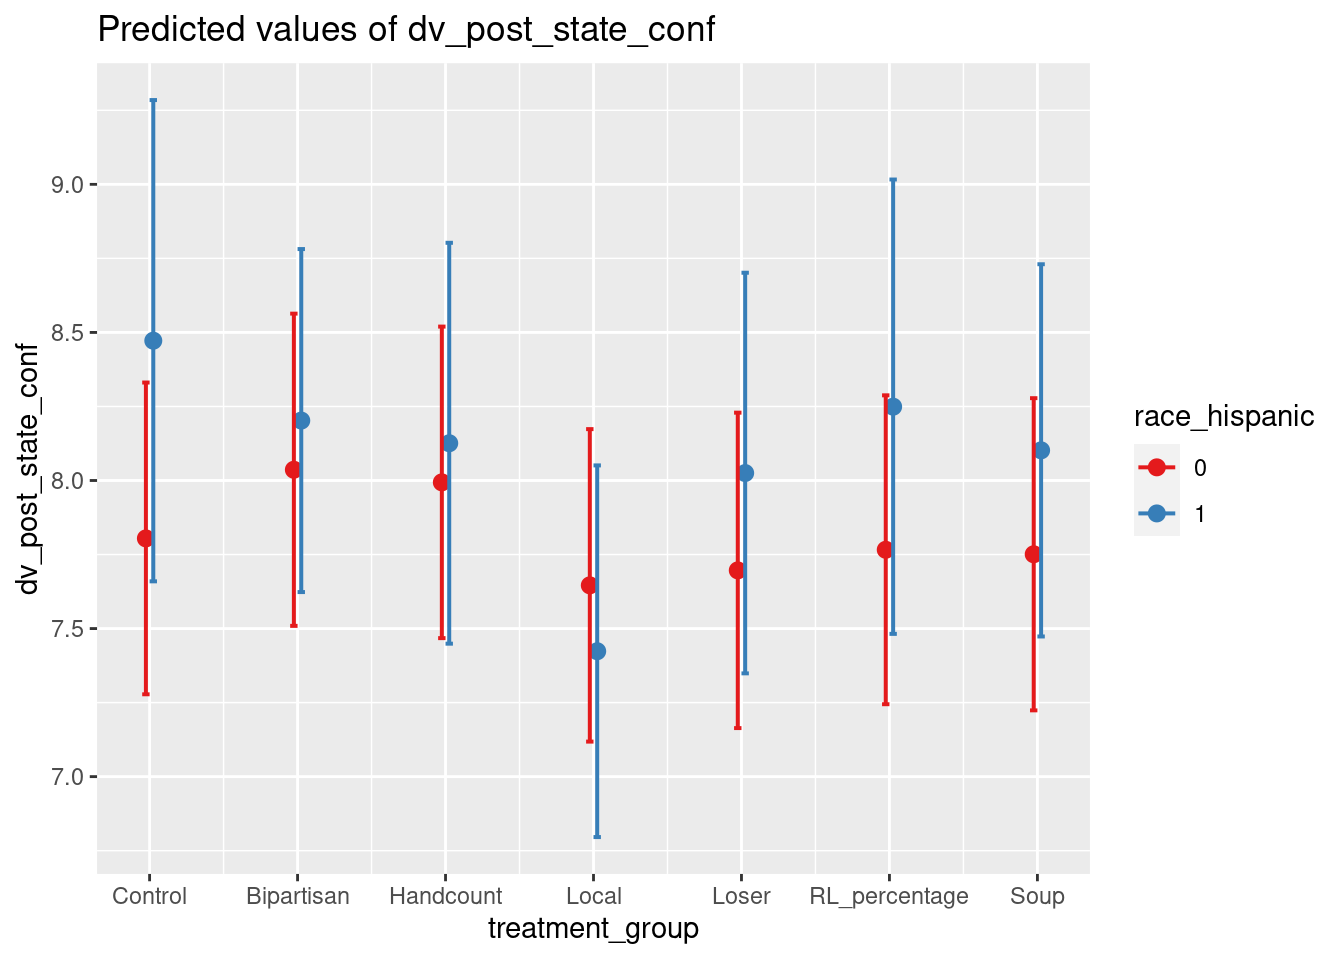 Predicted values of dv_post_state_conf
dv_post_state_conf
9.0
8.5
8.0
7.5
7.0
Control Bipartisan Handcount Local Loser RL_percentage Soup
treatment_group
race_hispanic
0
1